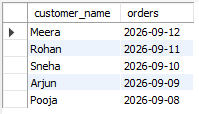 customer_name orders
Meera 2026-09-12
Rohan 2026-09-11
Sneha 2026-09-10
Arjun 2026-09-09
Pooja 2026-09-08